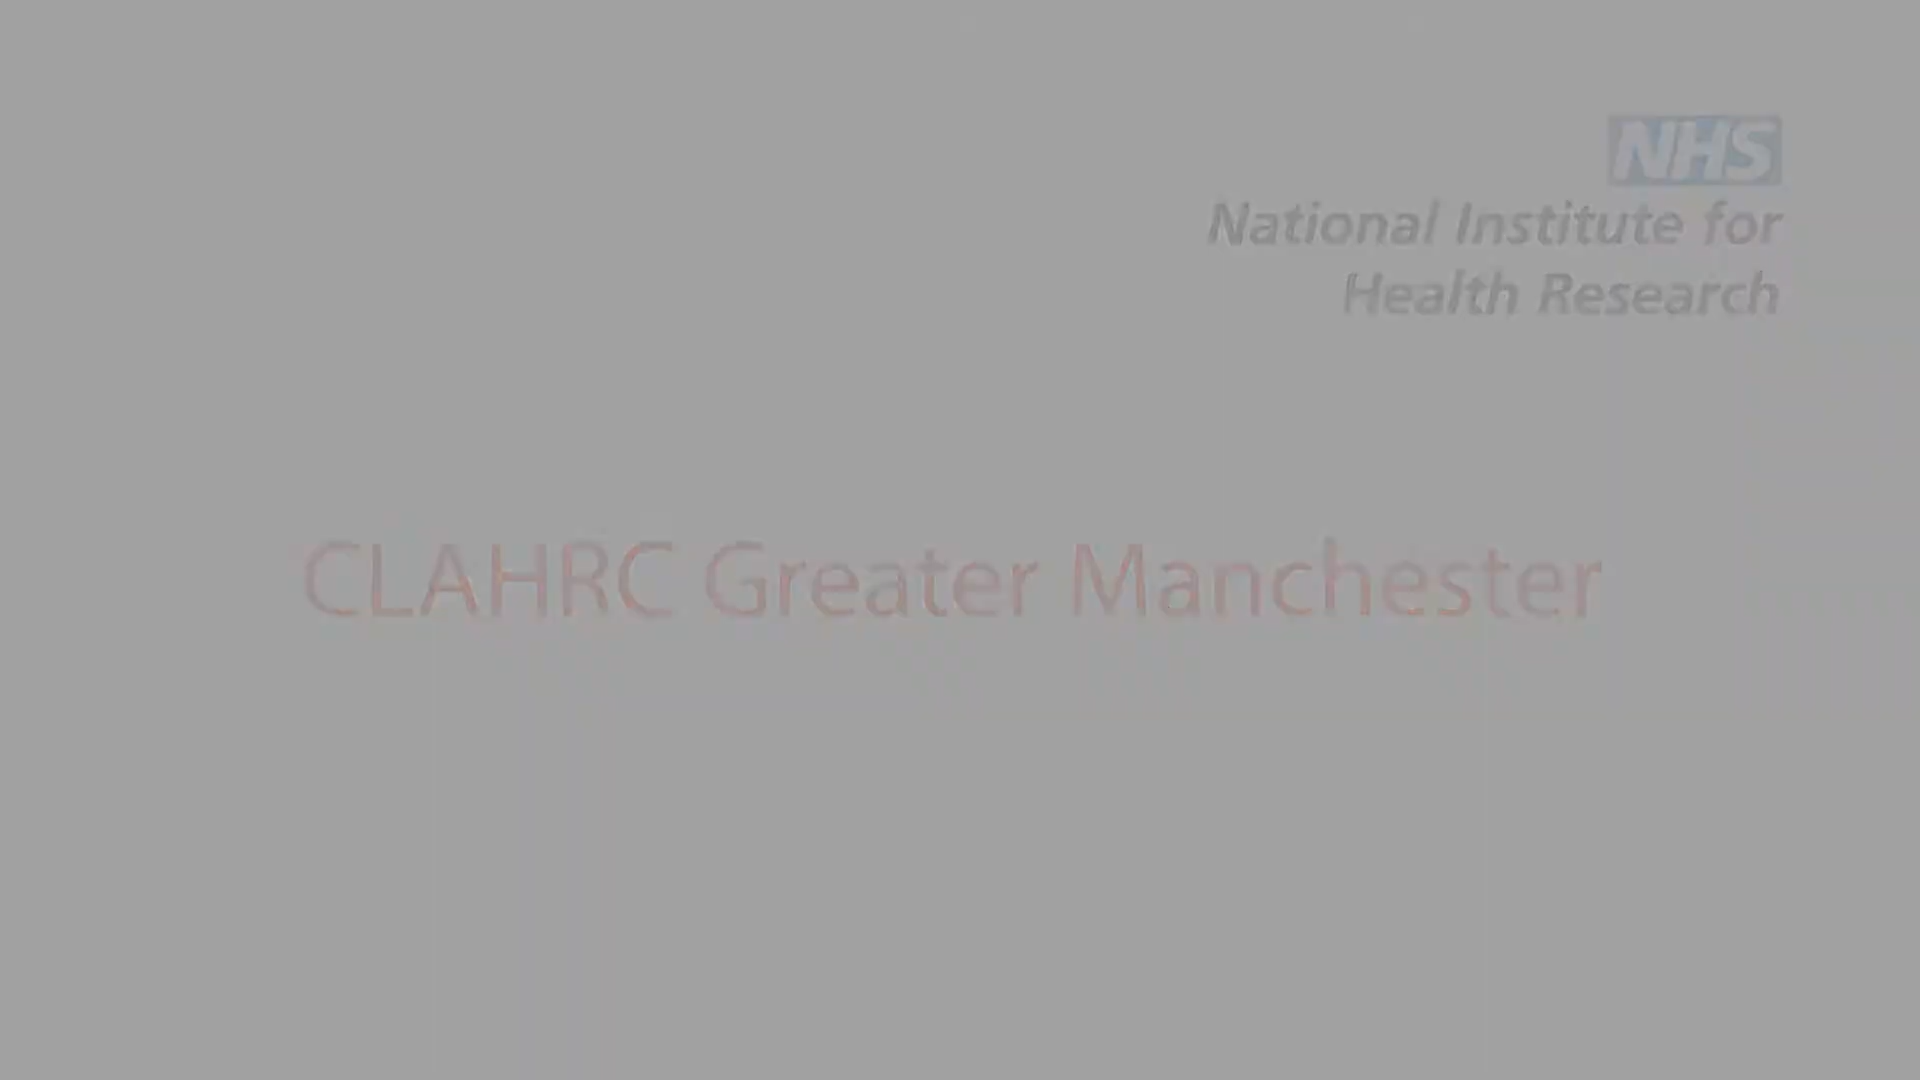 NHS
National Institute for
Health Research
CLAHRC Greater Manchester